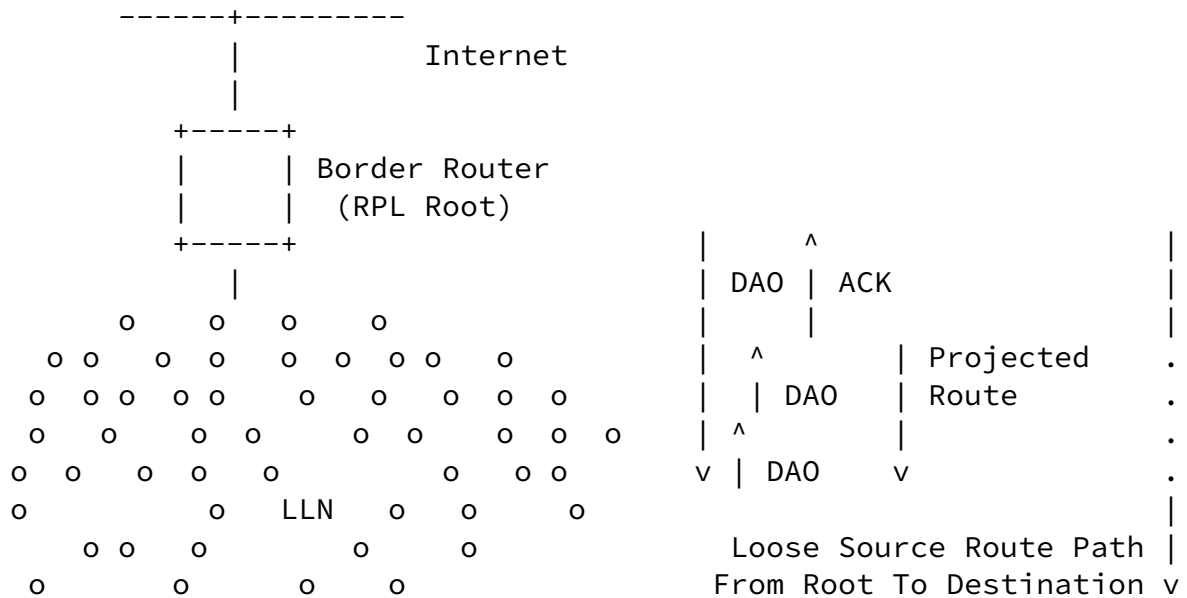 ------+---------
|          Internet
|
+-----+
|     | Border Router
|     |  (RPL Root)
+-----+                      |     ^                   |
|                         | DAO | ACK               |
o    o   o    o                 |     |                   |
o o   o  o   o  o  o o   o          |  ^       | Projected    .
o  o o  o o    o   o   o  o  o        |  | DAO   | Route        .
o   o    o  o     o  o    o  o  o    | ^        |              .
o  o   o  o   o         o   o o       v | DAO    v              .
o          o   LLN   o   o     o                            |
o o   o        o     o              Loose Source Route Path |
o       o      o    o                From Root To Destination v